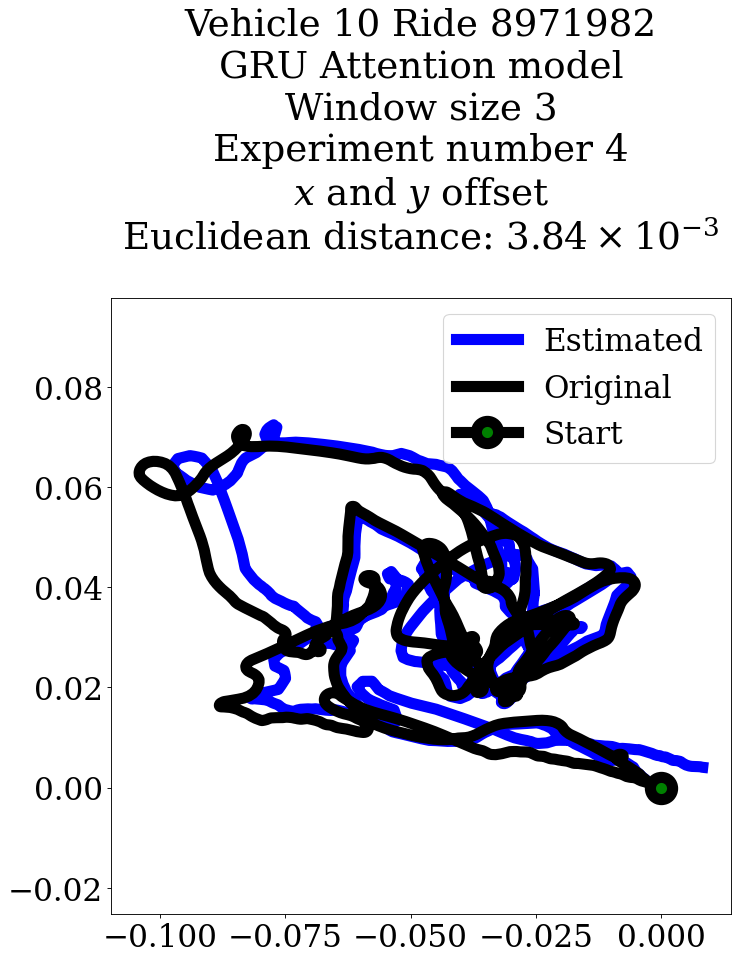 Vehicle 10 Ride 8971982
GRU Attention model
Window size 3
Experiment number 4
x and y offset
Euclidean distance: 3.84 × 10⁻³
Estimated
Original
Start
0.08
0.06
0.04
0.02
0.00
−0.02
−0.100 −0.075 −0.050 −0.025 0.000